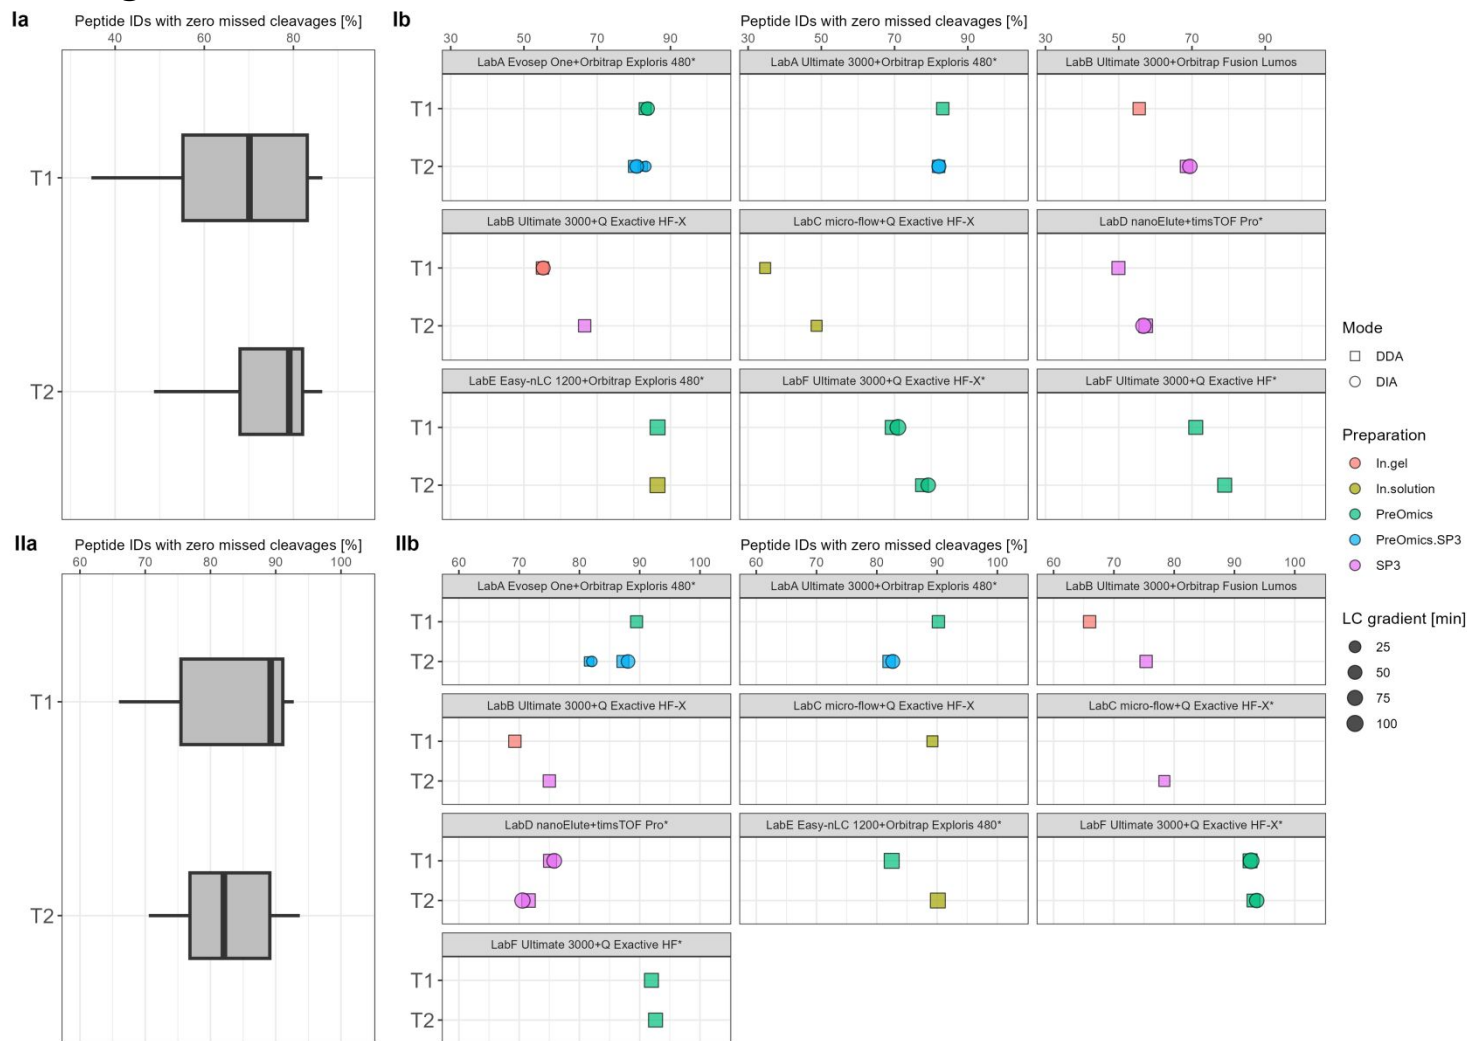 Ia
Peptide IDs with zero missed cleavages [%]
40 60 80
T1
T2
Ib
Peptide IDs with zero missed cleavages [%]
30 50 70 90 30 50 70 90 30 50 70 90
LabA Evosep One+Orbitrap Exploris 480*
LabA Ultimate 3000+Orbitrap Exploris 480*
LabB Ultimate 3000+Orbitrap Fusion Lumos
T1
T2
LabB Ultimate 3000+Q Exactive HF-X
LabC micro-flow+Q Exactive HF-X
LabD nanoElute+timsTOF Pro*
T1
T2
LabE Easy-nLC 1200+Orbitrap Exploris 480*
LabF Ultimate 3000+Q Exactive HF-X*
LabF Ultimate 3000+Q Exactive HF*
T1
T2
IIa
Peptide IDs with zero missed cleavages [%]
60 70 80 90 100
T1
T2
Peptide IDs with zero missed cleavages [%]
IIb
60 70 80 90 100 60 70 80 90 100 60 70 80 90 100
LabA Evosep One+Orbitrap Exploris 480*
LabA Ultimate 3000+Orbitrap Exploris 480*
LabB Ultimate 3000+Orbitrap Fusion Lumos
T1
T2
LabB Ultimate 3000+Q Exactive HF-X
LabC micro-flow+Q Exactive HF-X
LabC micro-flow+Q Exactive HF-X*
T1
T2
LabD nanoElute+timsTOF Pro*
LabE Easy-nLC 1200+Orbitrap Exploris 480*
LabF Ultimate 3000+Q Exactive HF-X*
T1
T2
LabF Ultimate 3000+Q Exactive HF*
T1
T2
Mode
DDA
DIA
Preparation
In.gel
In.solution
PreOmics
PreOmics.SP3
SP3
LC gradient [min]
25
50
75
100